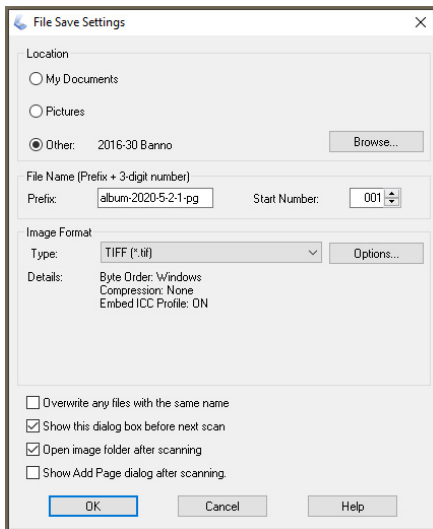 File Save Settings
Location
My Documents
Pictures
Other: 2016-30 Banno
Browse...
File Name (Prefix + 3-digit number)
Prefix: album-2020-5-2-1-pg Start Number: 001
Image Format
Type: TIFF (*.tif) Options...
Details: Byte Order: Windows
Compression: None
Embed ICC Profile: ON
Overwrite any files with the same name
Show this dialog box before next scan
Open image folder after scanning
Show Add Page dialog after scanning.
OK Cancel Help